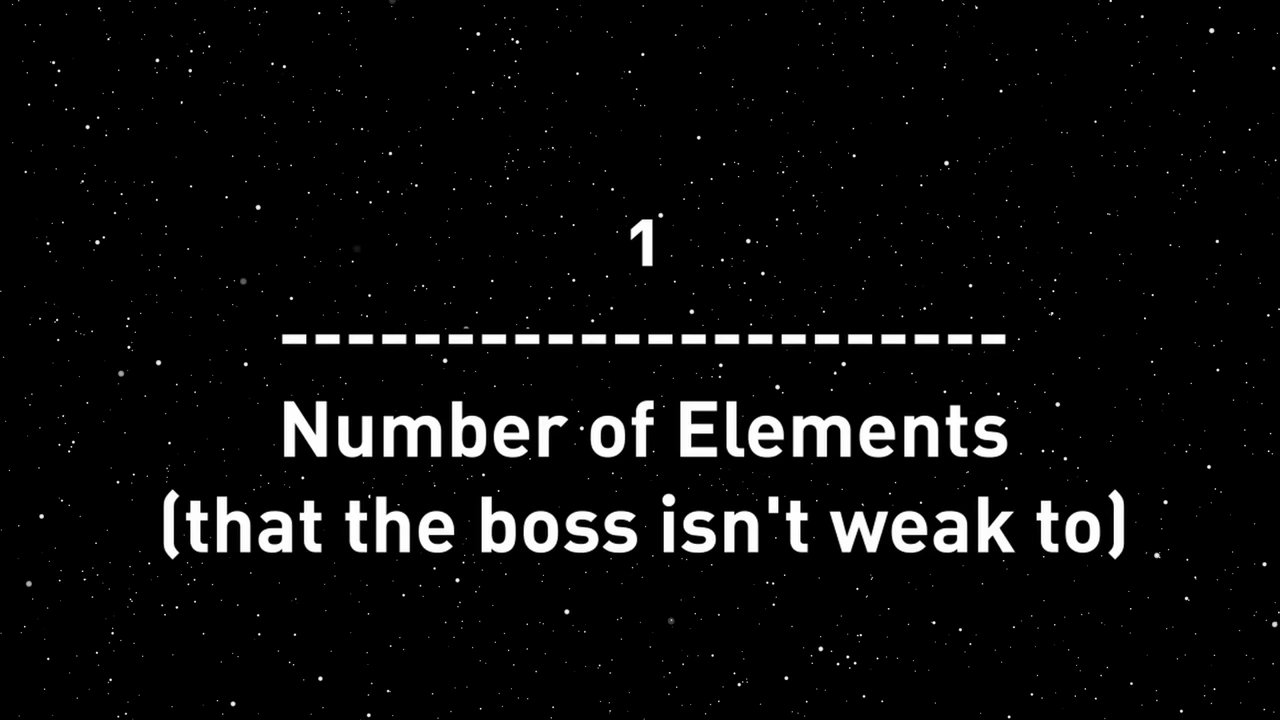 1
----------------------
Number of Elements
(that the boss isn't weak to)